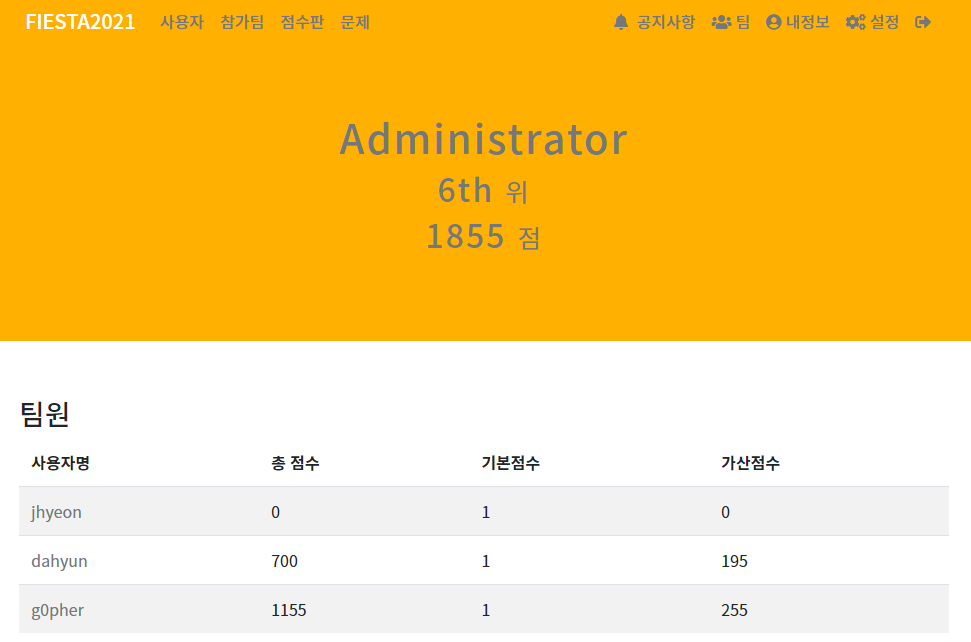 FIESTA2021 사용자 참가팀 점수판 문제 공지사항 팀 내정보 설정
Administrator
6th 위
1855 점
팀원
사용자명 총 점수 기본점수 가산점수
jhyeon 0 1 0
dahyun 700 1 195
g0pher 1155 1 255